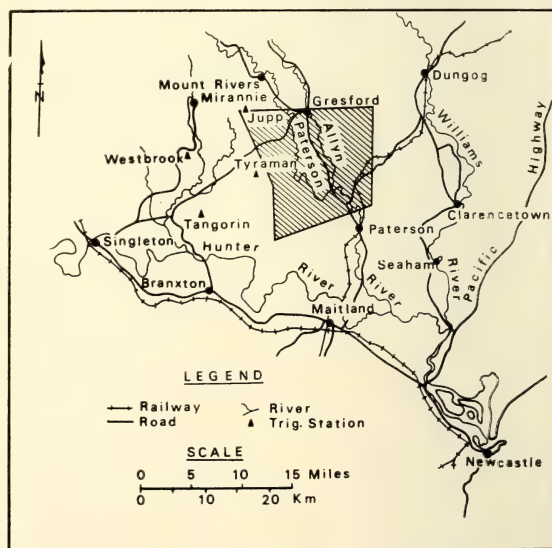 N
Mount Rivers
Mirannie
Jupp
Gresford
Dungog
Allyn
Paterson
Williams
Highway
Westbrook
Tyraman
Tangorin
Clarencetown
Singleton
Hunter
Paterson
Seaham
River
Pacific
Branxton
River
River
Maitland
LEGEND
Railway
River
Road
Trig. Station
SCALE
0 5 10 15 Miles
0 10 20 Km
Newcastle